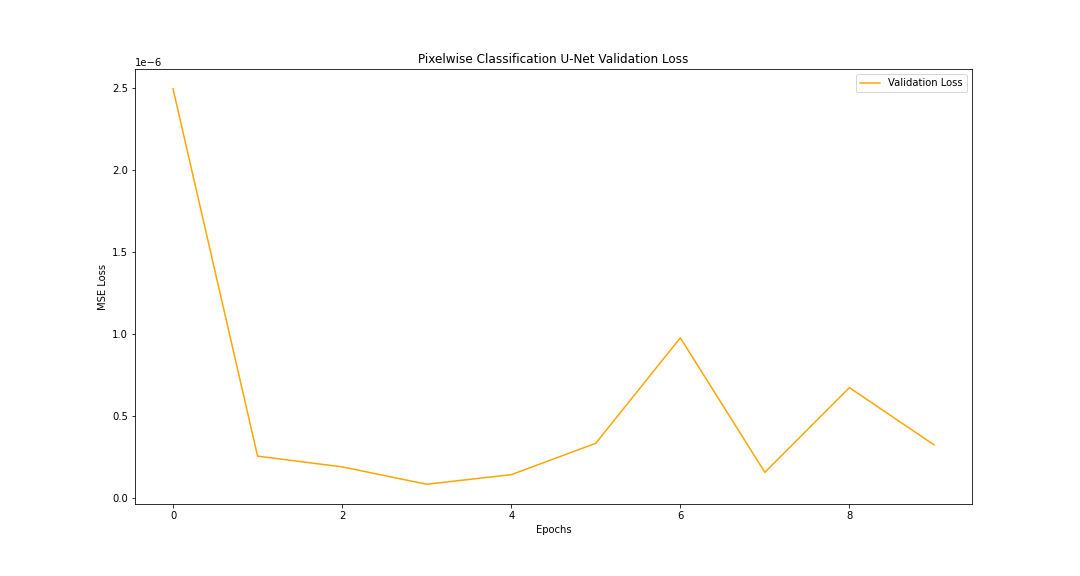 Pixelwise Classification U-Net Validation Loss
1e−6
Validation Loss
2.5
2.0
1.5
1.0
0.5
0.0
MSE Loss
0 2 4 6 8
Epochs